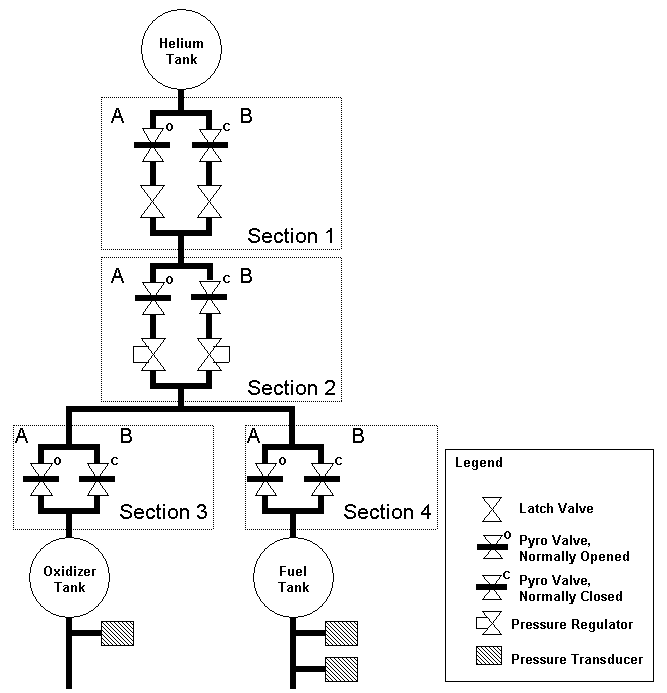 Helium
Tank
A
B
O
C
Section 1
A
B
O
C
Section 2
A
B
O
C
Section 3
A
B
O
C
Section 4
Oxidizer
Tank
Fuel
Tank
Legend
Latch Valve
O
Pyro Valve,
Normally Opened
C
Pyro Valve,
Normally Closed
Pressure Regulator
Pressure Transducer